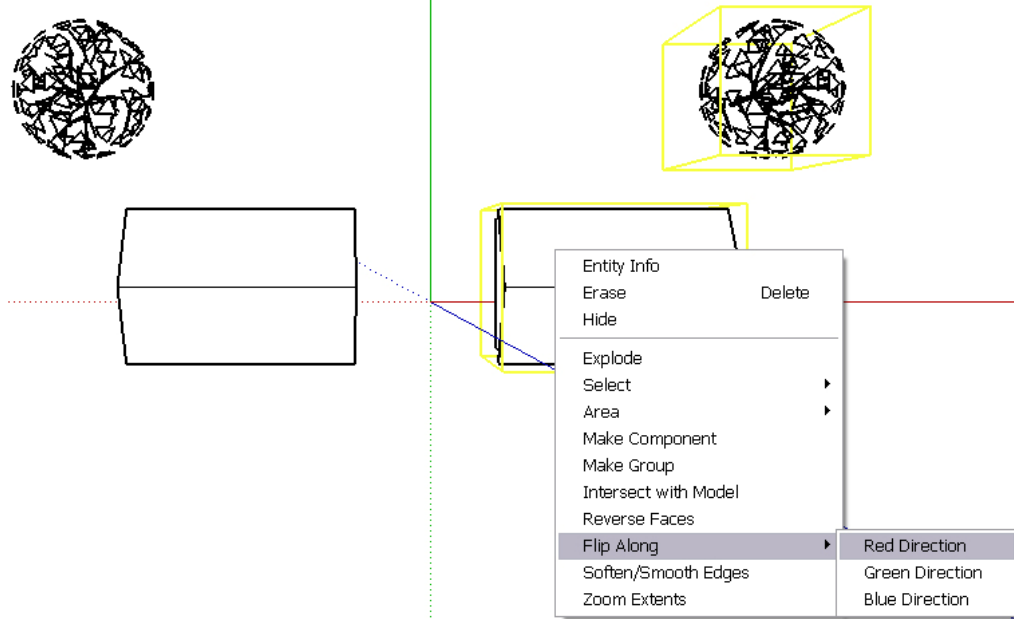 Entity Info
Erase Delete
Hide
Explode
Select
Area
Make Component
Make Group
Intersect with Model
Reverse Faces
Flip Along
Red Direction
Soften/Smooth Edges
Green Direction
Zoom Extents
Blue Direction